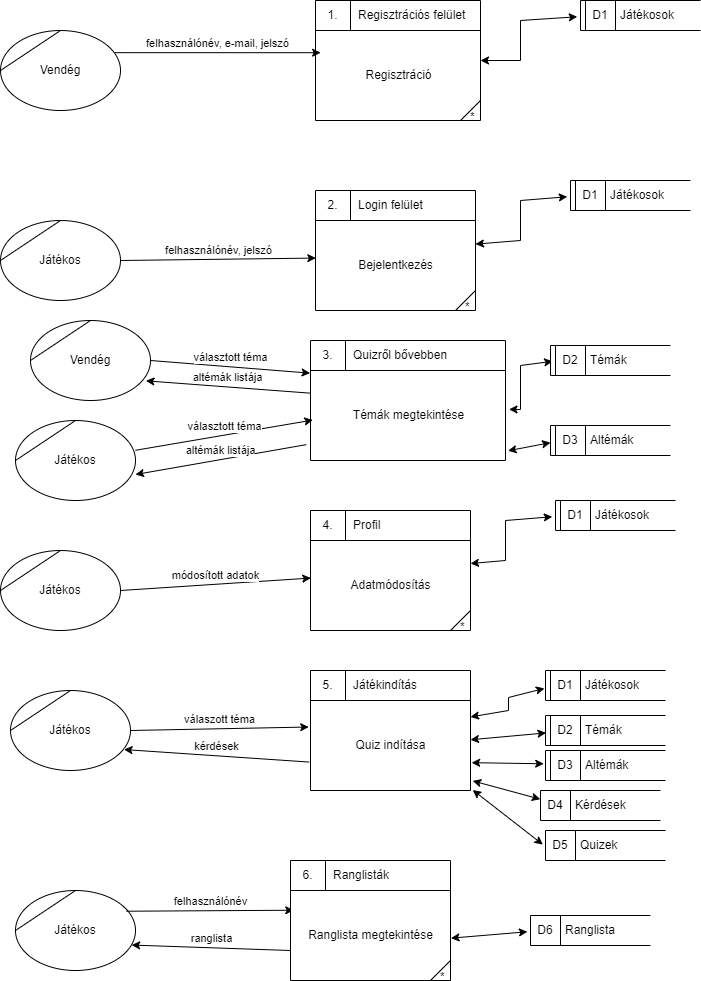 1. Regisztrációs felület
D1 Játékosok
felhasználónév, e-mail, jelszó
Vendég
Regisztráció
*
2. Login felület
D1 Játékosok
felhasználónév, jelszó
Játékos
Bejelentkezés
*
Vendég
választott téma
altémák listája
3. Quizről bővebben
D2 Témák
Témák megtekintése
választott téma
altémák listája
Játékos
D3 Altémák
4. Profil
D1 Játékosok
módosított adatok
Játékos
Adatmódosítás
*
5. Játékindítás
D1 Játékosok
válaszott téma
Játékos
kérdések
Quiz indítása
D2 Témák
D3 Altémák
D4 Kérdések
D5 Quizek
6. Ranglisták
felhasználónév
Játékos
ranglista
Ranglista megtekintése
D6 Ranglista
*